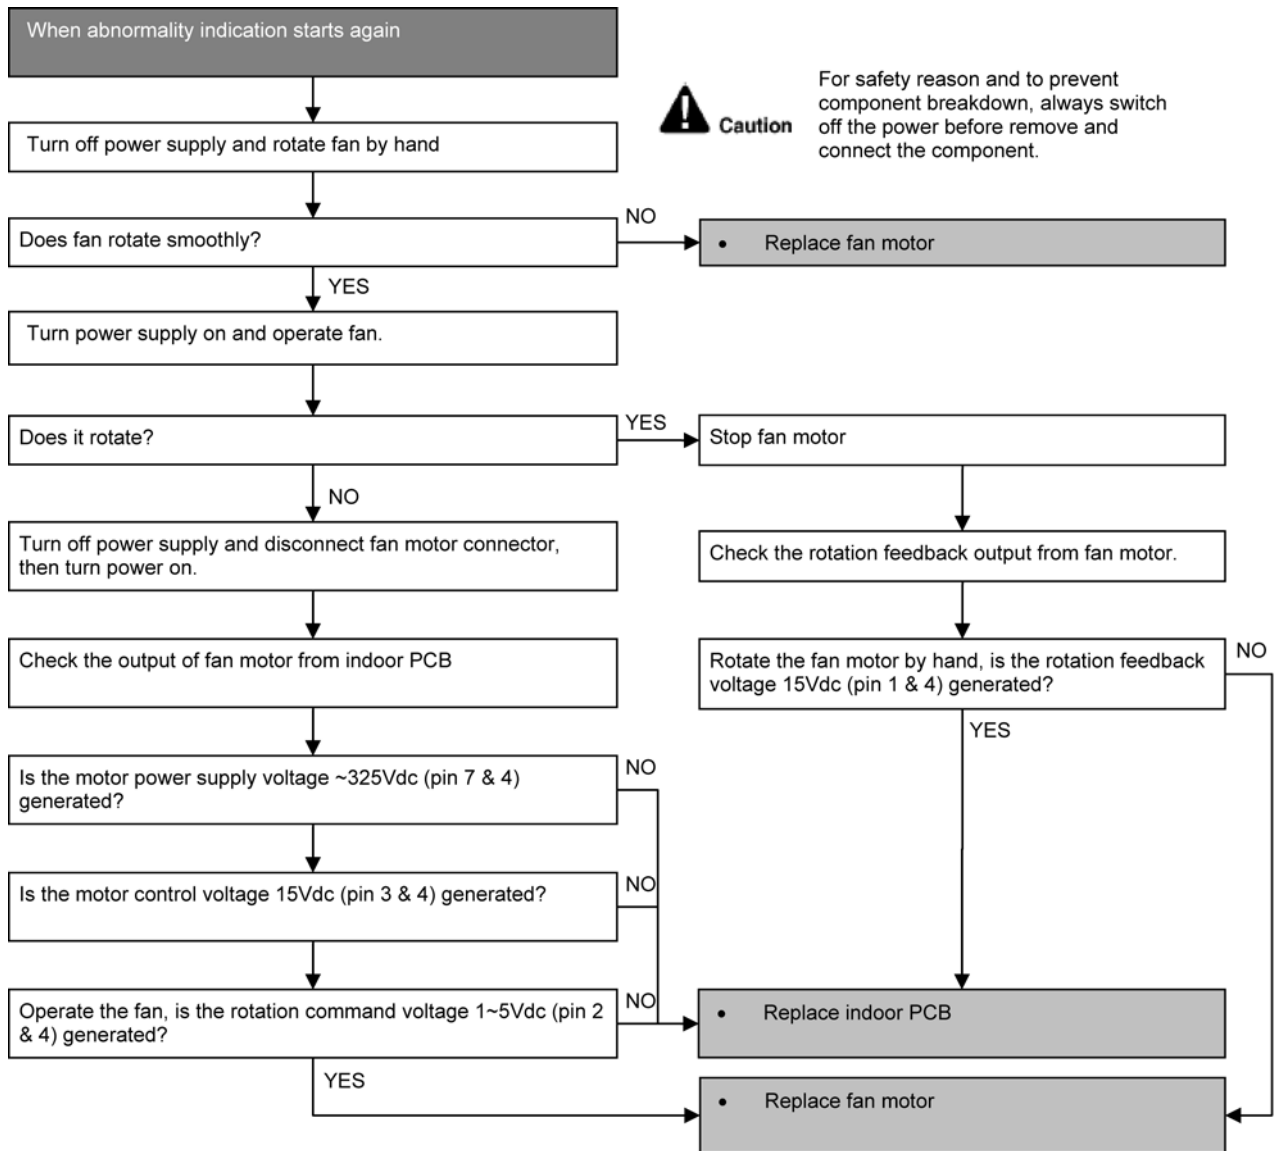 When abnormality indication starts again
Caution
For safety reason and to prevent
component breakdown, always switch
off the power before remove and
connect the component.
Turn off power supply and rotate fan by hand
Does fan rotate smoothly?
NO
• Replace fan motor
YES
Turn power supply on and operate fan.
Does it rotate?
YES
Stop fan motor
NO
Turn off power supply and disconnect fan motor connector,
then turn power on.
Check the rotation feedback output from fan motor.
Check the output of fan motor from indoor PCB
Rotate the fan motor by hand, is the rotation feedback
voltage 15Vdc (pin 1 & 4) generated?
NO
YES
Is the motor power supply voltage ~325Vdc (pin 7 & 4)
generated?
NO
Is the motor control voltage 15Vdc (pin 3 & 4) generated?
NO
Operate the fan, is the rotation command voltage 1~5Vdc (pin 2
& 4) generated?
NO
• Replace indoor PCB
YES
• Replace fan motor